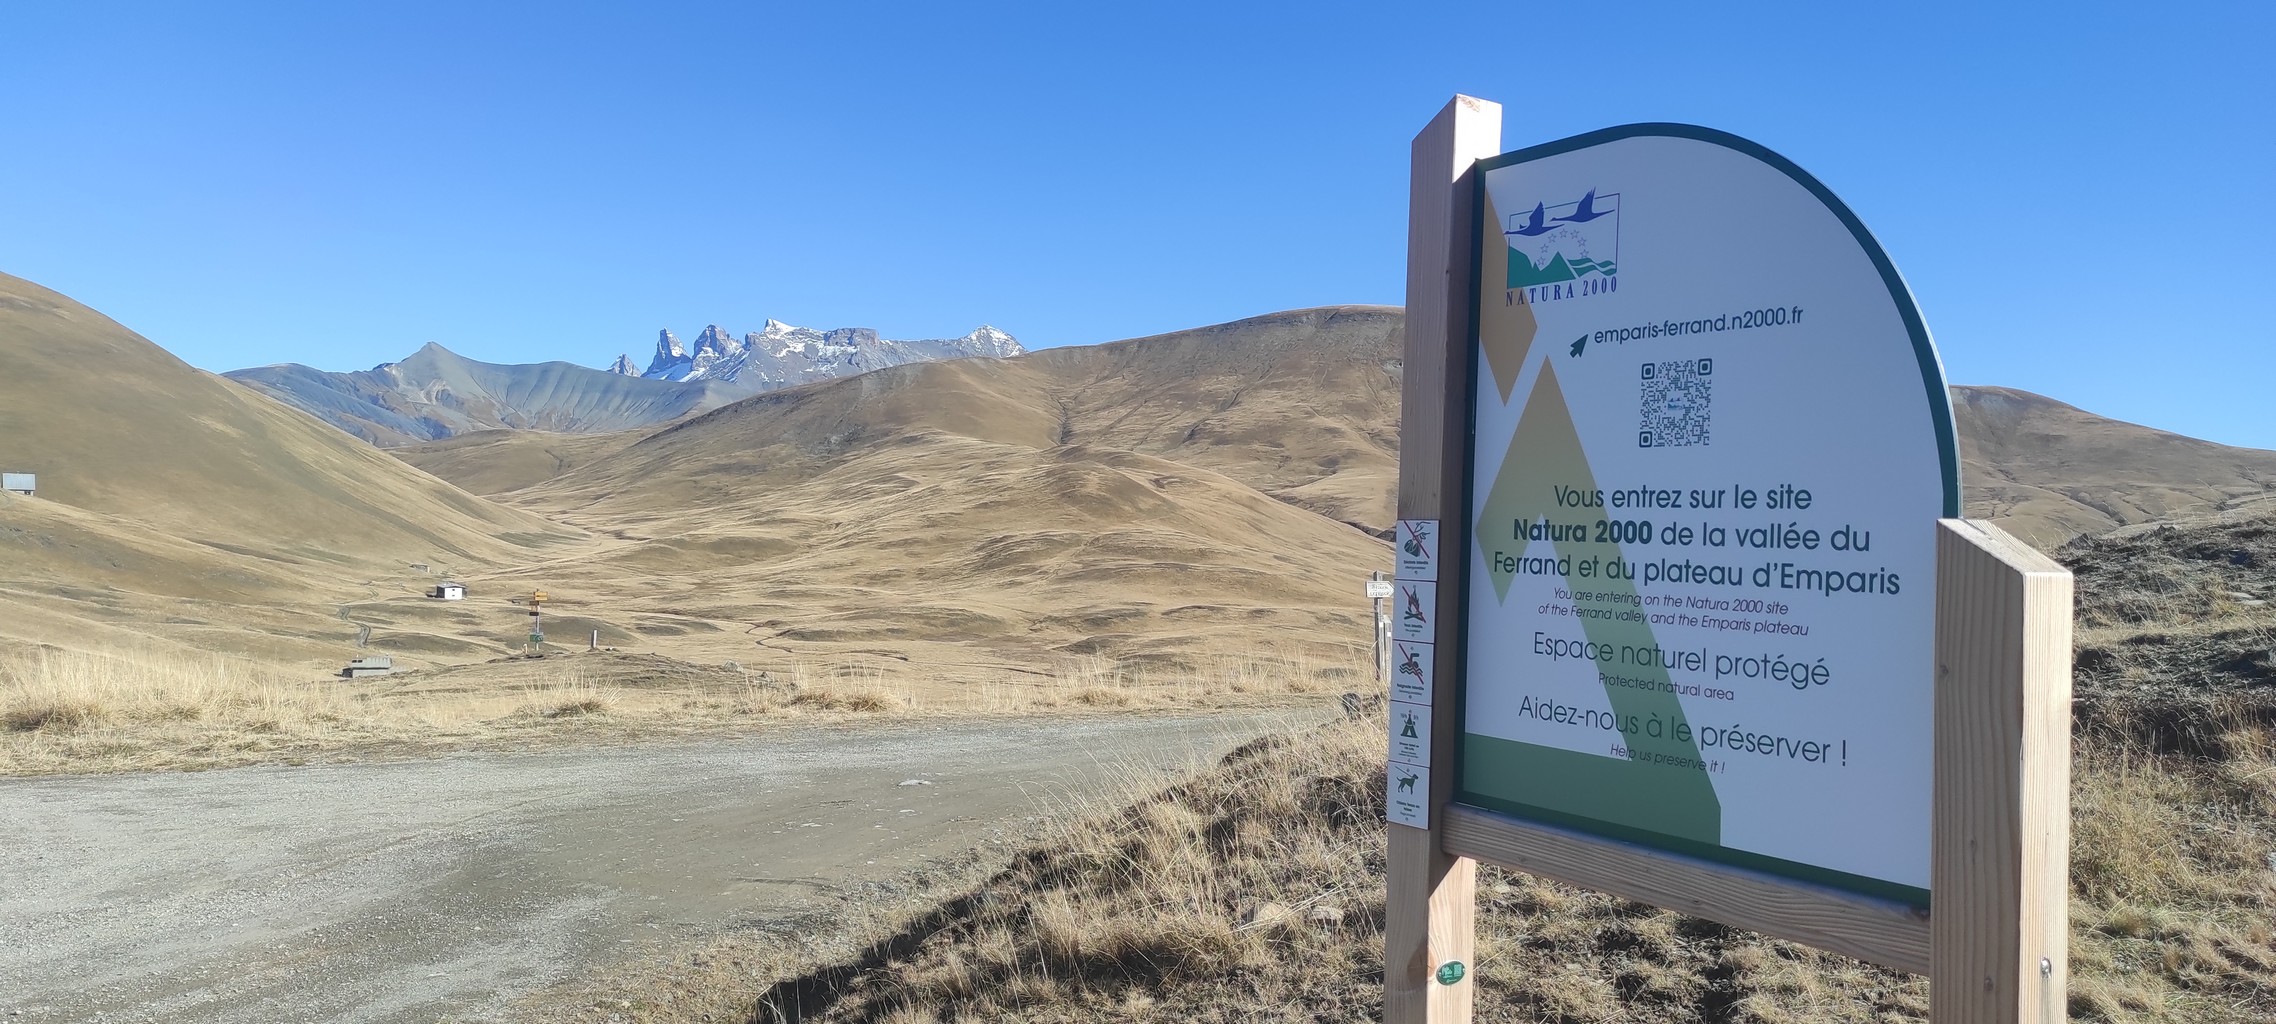 NATURA 2000
emparis-ferrand.n2000.fr
Vous entrez sur le site
Natura 2000 de la vallée du
Ferrand et du plateau d'Emparis
You are entering on the Natura 2000 site
of the Ferrand valley and the Emparis plateau
Espace naturel protégé
Protected natural area
Aidez-nous à le préserver !
Help us preserve it !